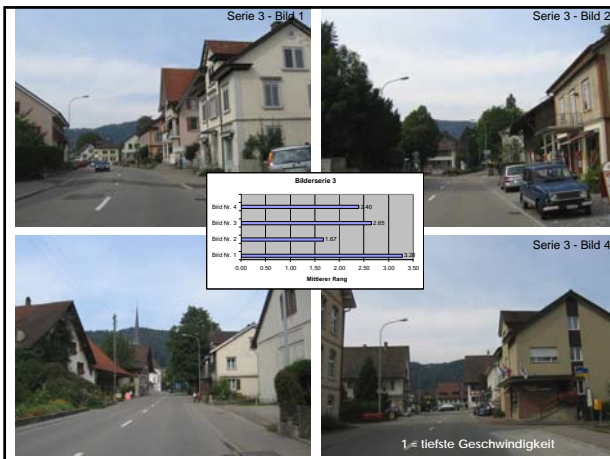 Serie 3 - Bild 1
Serie 3 - Bild 2
Bilderserie 3
Bild Nr. 4
2.40
Bild Nr. 3
2.65
Bild Nr. 2
1.67
Bild Nr. 1
3.28
0.00 0.50 1.00 1.50 2.00 2.50 3.00 3.50
Mittlerer Rang
Serie 3 - Bild 4
1 = tiefste Geschwindigkeit